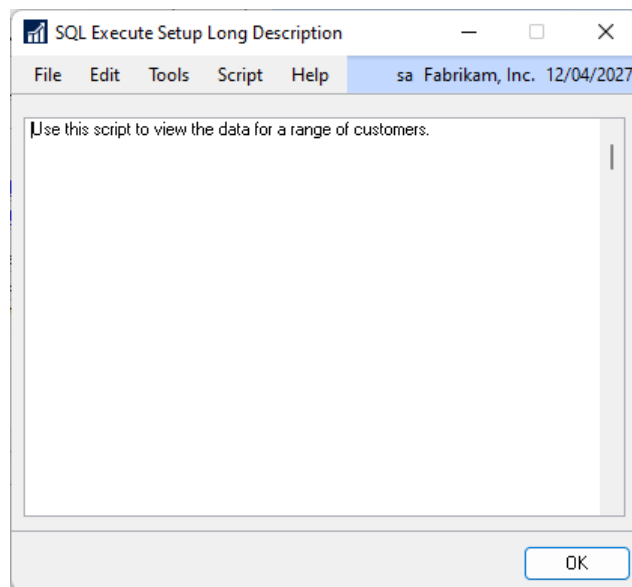 SQL Execute Setup Long Description
File Edit Tools Script Help sa Fabrikam, Inc. 12/04/2027
Use this script to view the data for a range of customers.
OK